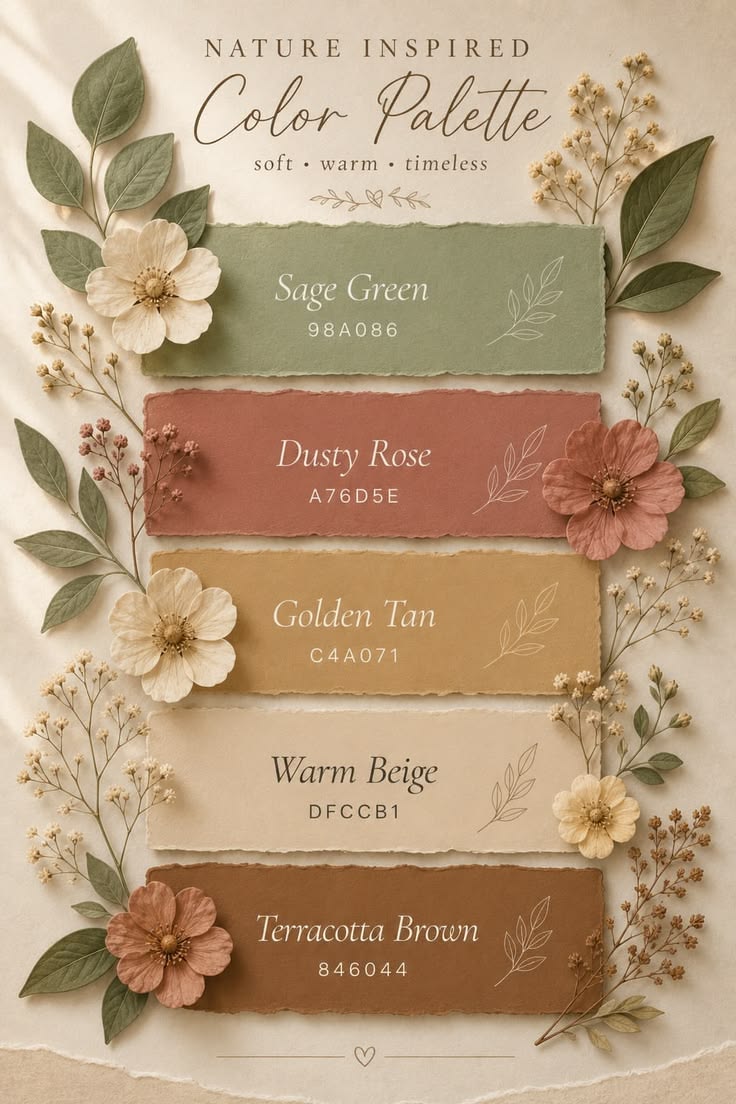 NATURE INSPIRED
Color Palette
soft • warm • timeless
Sage Green
98A086
Dusty Rose
A76D5E
Golden Tan
C4A071
Warm Beige
DFCCB1
Terracotta Brown
846044